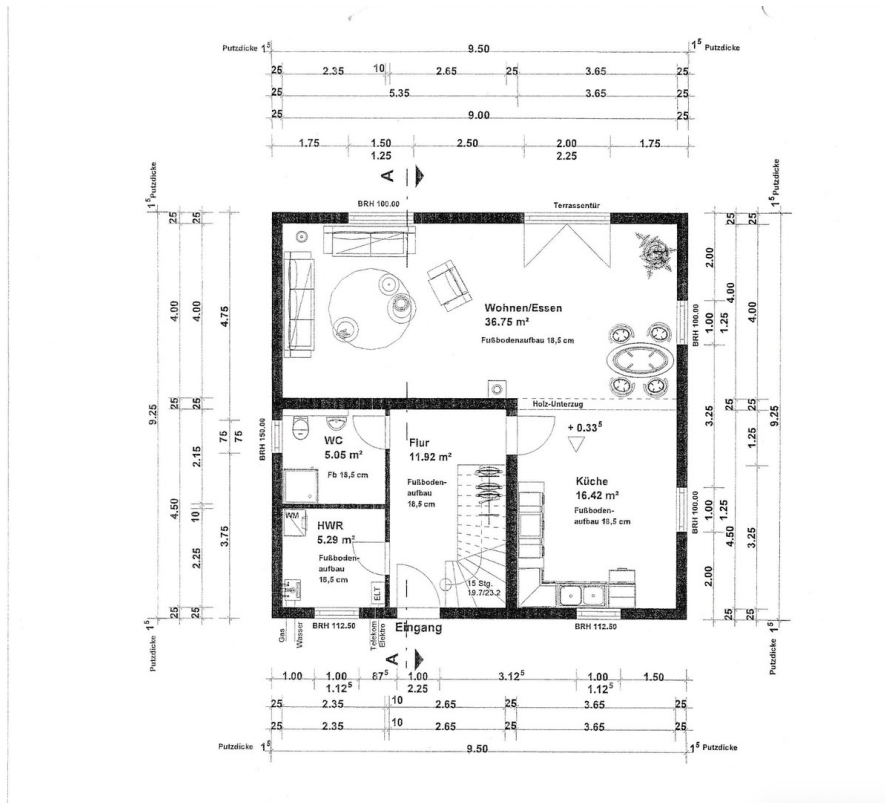 Putzdicke 1⁵ 9.50 1⁵ Putzdicke
25 2.35 10 2.65 25 3.65 25
25 5.35 3.65 25
25 9.00 25
1.75 1.50 2.50 2.00 1.75
1.25 2.25
A
BRH 100.00 Terrassentür
1⁵ Putzdicke
25 25
4.00 4.00 4.75
25 25
9.25
75 75
2.15
4.50 10 3.75
2.25
25 25
Putzdicke 1⁵
Wohnen/Essen
36.75 m²
Fußbodenaufbau 18,5 cm
BRH 100.00
Holz-Unterzug
+ 0.33⁵
BRH 150.00
WC
5.05 m²
Fb 18,5 cm
Flur
11.92 m²
Fußboden-
aufbau
18,5 cm
Küche
16.42 m²
Fußboden-
aufbau 18,5 cm
BRH 100.00
WM
HWR
5.29 m²
Fußboden-
aufbau
18,5 cm
ELT
15 Stg.
19.7/23.2
1⁵ Putzdicke
25 25
2.00 4.00 4.00
1.00 1.25
25 25
3.25 1.25 9.25
1.00 1.25 4.50 3.25
2.00
25 25
Putzdicke 1⁵
Gas
Wasser
BRH 112.50
Telekom
Elektro
Eingang
BRH 112.50
A
1.00 1.00 87⁵ 1.00 3.12⁵ 1.00 1.50
1.12⁵ 2.25 1.12⁵
25 2.35 10 2.65 25 3.65 25
25 2.35 10 2.65 25 3.65 25
Putzdicke 1⁵ 9.50 1⁵ Putzdicke